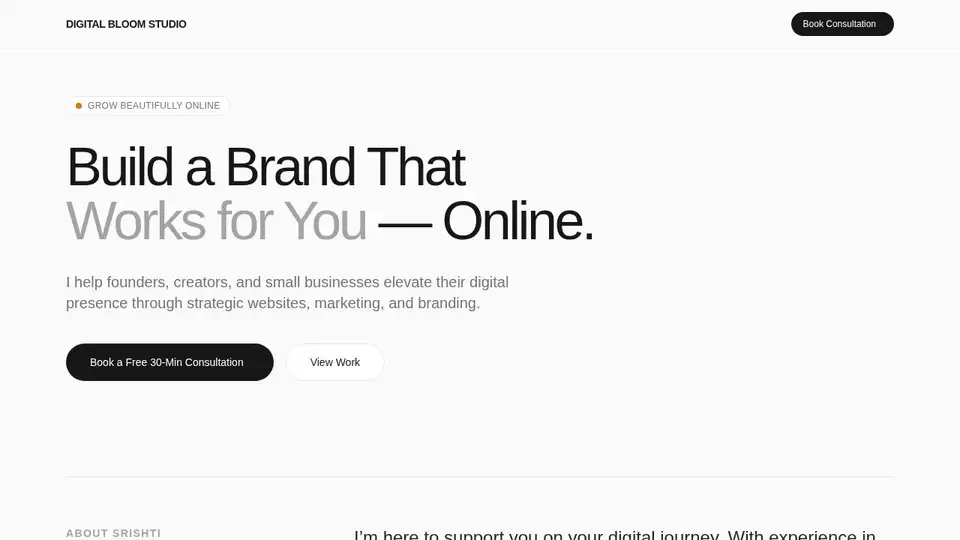 DIGITAL BLOOM STUDIO
Book Consultation
GROW BEAUTIFULLY ONLINE
Build a Brand That
Works for You — Online.
I help founders, creators, and small businesses elevate their digital
presence through strategic websites, marketing, and branding.
Book a Free 30-Min Consultation
View Work
ABOUT SRISHTI
I’m here to support you on your digital journey. With experience in